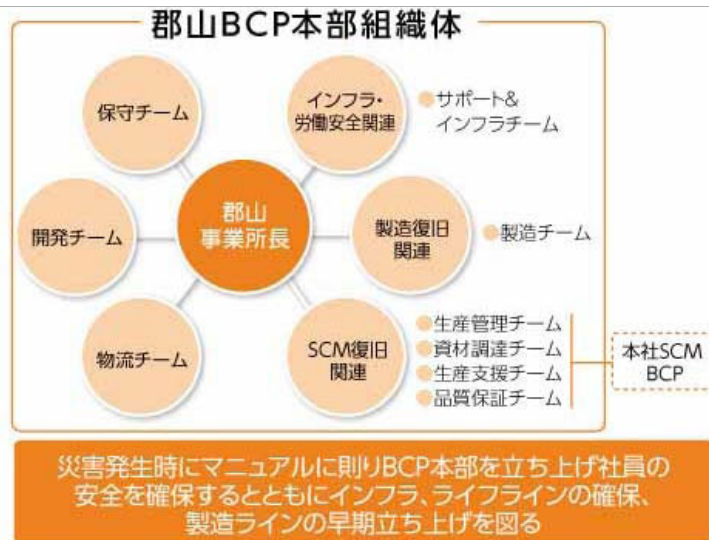 郡山BCP本部組織体
保守チーム
インフラ・
労働安全関連
●サポート&
インフラチーム
郡山
事業所長
開発チーム
製造復旧
関連
●製造チーム
物流チーム
SCM復旧
関連
●生産管理チーム
●資材調達チーム
●生産支援チーム
●品質保証チーム
本社SCM
BCP
災害発生時にマニュアルに則りBCP本部を立ち上げ社員の
安全を確保するとともにインフラ、ライフラインの確保、
製造ラインの早期立ち上げを図る